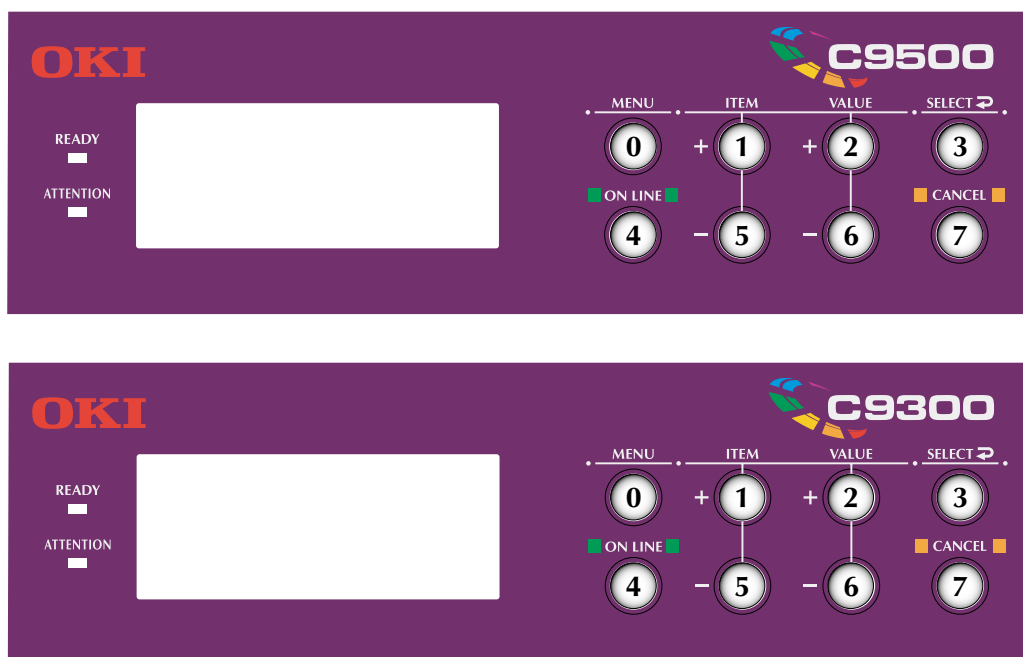 OKI C9500
MENU ITEM VALUE SELECT
READY
0 + 1 + 2 3
ATTENTION
ON LINE CANCEL
4 - 5 - 6 7
OKI C9300
MENU ITEM VALUE SELECT
READY
0 + 1 + 2 3
ATTENTION
ON LINE CANCEL
4 - 5 - 6 7